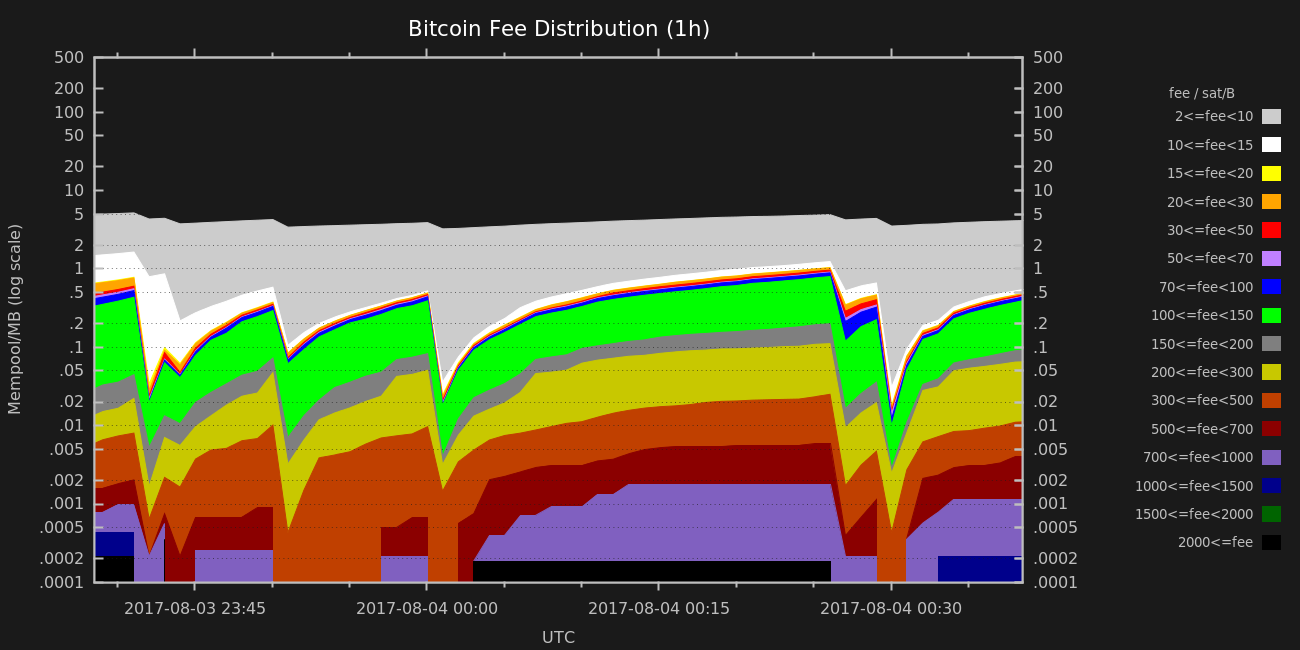 Bitcoin Fee Distribution (1h)
500
200
100
50
20
10
5
2
1
.5
.2
.1
.05
.02
.01
.005
.002
.001
.0005
.0002
.0001
Mempool/MB (log scale)
500
200
100
50
20
10
5
2
1
.5
.2
.1
.05
.02
.01
.005
.002
.001
.0005
.0002
.0001
fee / sat/B
2<=fee<10
10<=fee<15
15<=fee<20
20<=fee<30
30<=fee<50
50<=fee<70
70<=fee<100
100<=fee<150
150<=fee<200
200<=fee<300
300<=fee<500
500<=fee<700
700<=fee<1000
1000<=fee<1500
1500<=fee<2000
2000<=fee
2017-08-03 23:45
2017-08-04 00:00
2017-08-04 00:15
2017-08-04 00:30
UTC